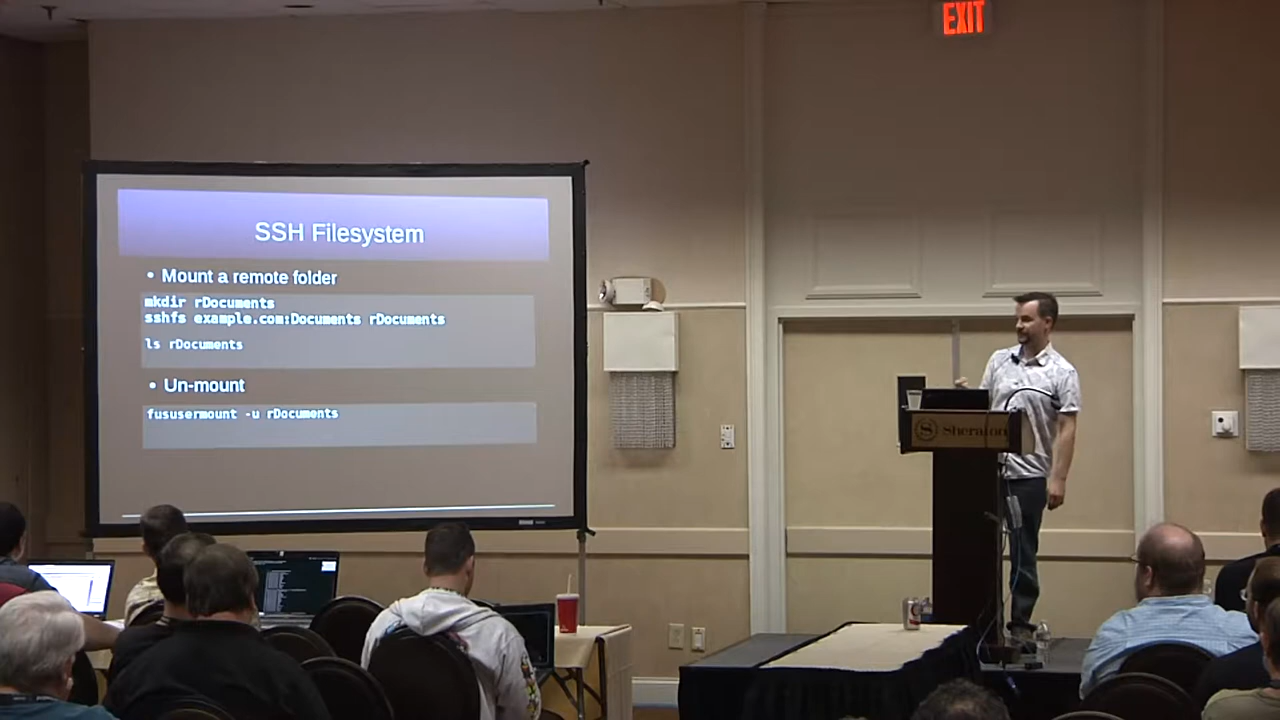 EXIT
SSH Filesystem
• Mount a remote folder
mkdir rDocuments
sshfs example.com:Documents rDocuments
ls rDocuments
• Un-mount
fususermount -u rDocuments
S Sheraton